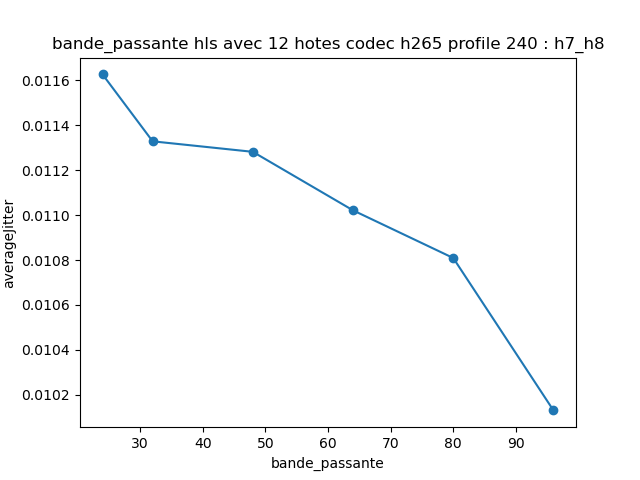 bande_passante hls avec 12 hotes codec h265 profile 240 : h7_h8
0.0116
0.0114
0.0112
0.0110
0.0108
0.0106
0.0104
0.0102
averageJitter
30 40 50 60 70 80 90
bande_passante